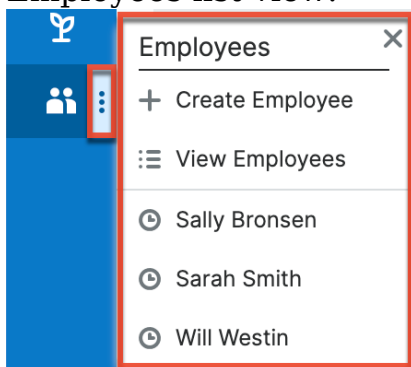 Employees list view.
Employees
Create Employee
View Employees
Sally Bronsen
Sarah Smith
Will Westin